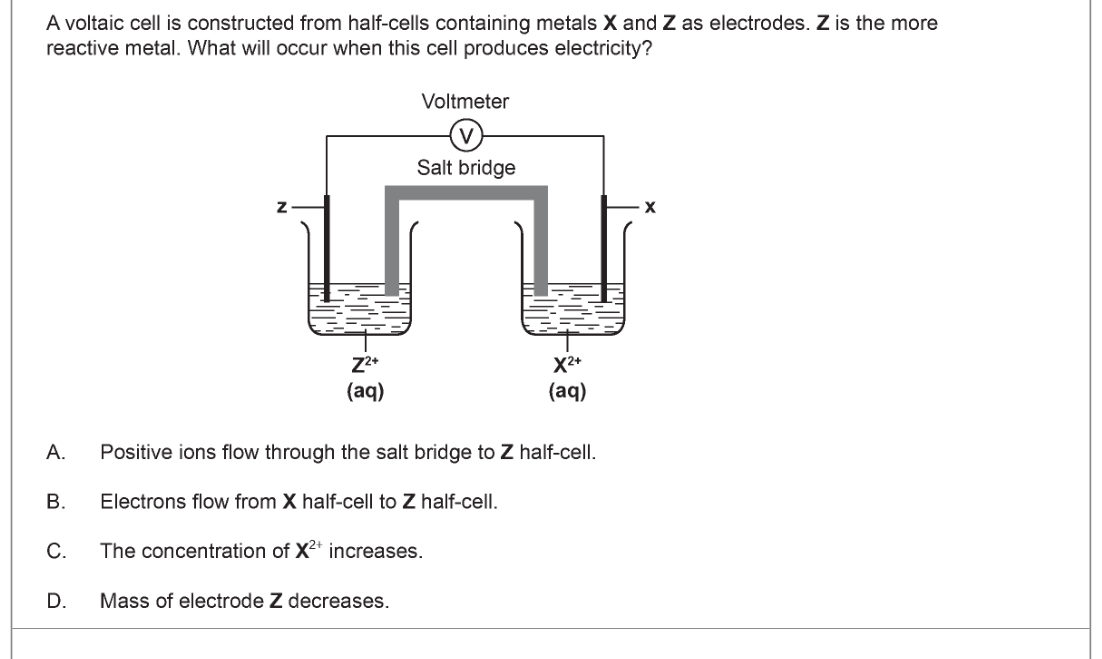 A voltaic cell is constructed from half-cells containing metals X and Z as electrodes. Z is the more
reactive metal. What will occur when this cell produces electricity?
Voltmeter
V
Salt bridge
Z
X
Z²⁺
(aq)
X²⁺
(aq)
A. Positive ions flow through the salt bridge to Z half-cell.
B. Electrons flow from X half-cell to Z half-cell.
C. The concentration of X²⁺ increases.
D. Mass of electrode Z decreases.